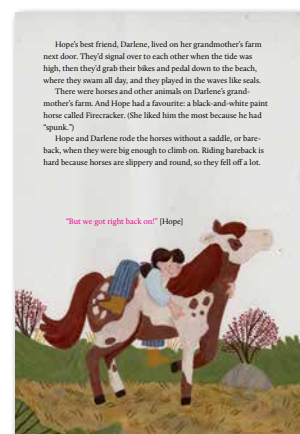 Hope’s best friend, Darlene, lived on her grandmother’s farm
next door. They’d signal over to each other when the tide was
high, then they’d grab their bikes and pedal down to the beach,
where they swam all day, and they played in the waves like seals.
There were horses and other animals on Darlene’s grand-
mother’s farm. And Hope had a favourite: a black-and-white paint
horse called Firecracker. (She liked him the most because he had
“spunk.”)
Hope and Darlene rode the horses without a saddle, or bare-
back, when they were big enough to climb on. Riding bareback is
hard because horses are slippery and round, so they fell off a lot.
“But we got right back on!” [Hope]